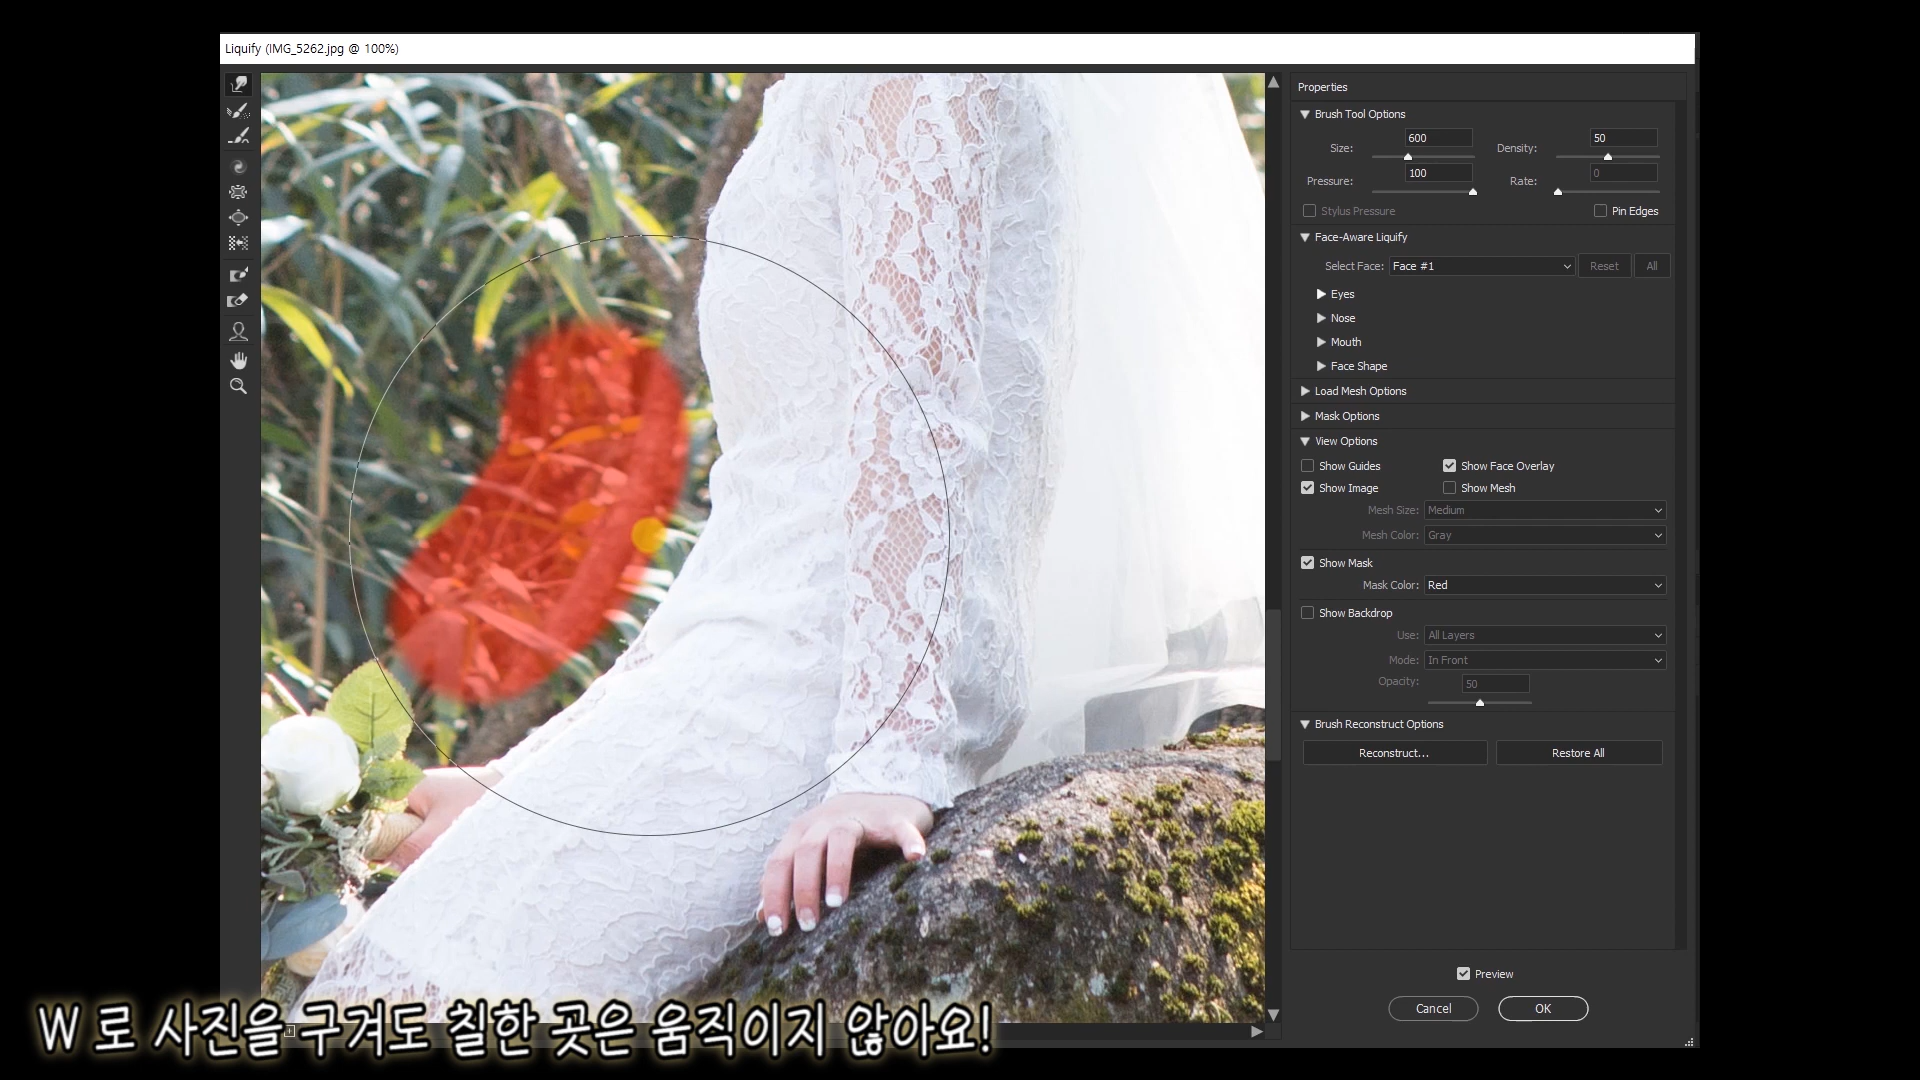 Liquify (IMG_5262.jpg @ 100%)
Properties
Brush Tool Options
Size: 600 Density: 50
Pressure: 100 Rate: 0
Stylus Pressure Pin Edges
Face-Aware Liquify
Select Face: Face #1 Reset All
Eyes
Nose
Mouth
Face Shape
Load Mesh Options
Mask Options
View Options
Show Guides Show Face Overlay
Show Image Show Mesh
Mesh Size: Medium
Mesh Color: Gray
Show Mask
Mask Color: Red
Show Backdrop
Use: All Layers
Mode: In Front
Opacity: 50
Brush Reconstruct Options
Reconstruct... Restore All
Preview
Cancel OK
W 로 사진을 구겨도 칠한 곳은 움직이지 않아요!